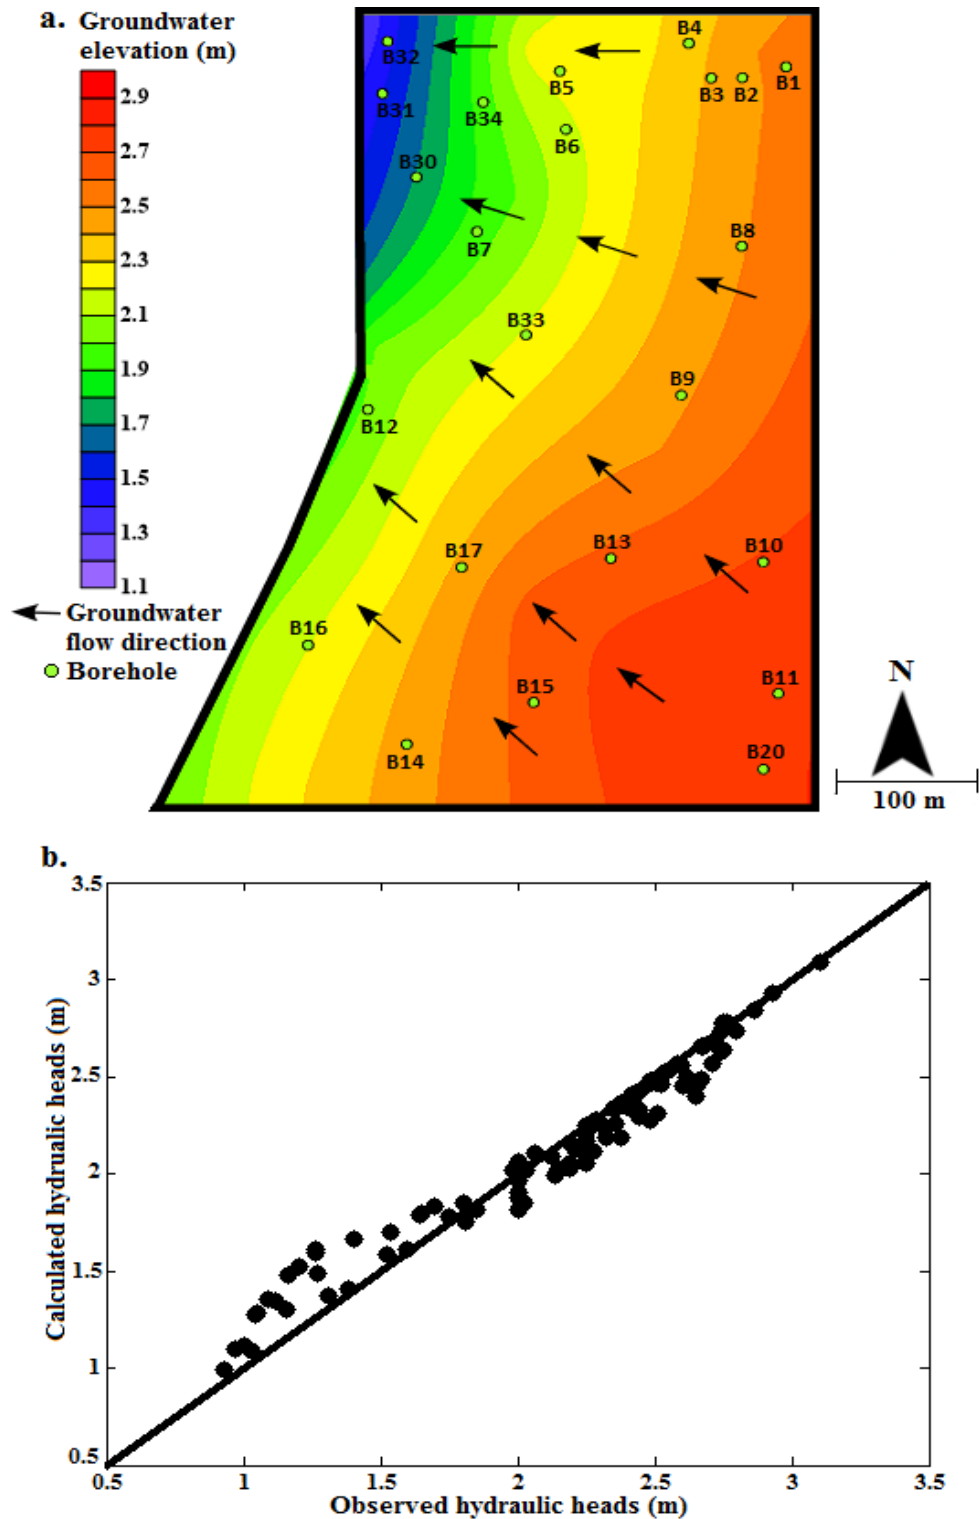 a. Groundwater
elevation (m)
2.9
2.7
2.5
2.3
2.1
1.9
1.7
1.5
1.3
1.1
Groundwater
flow direction
Borehole
B32
B4
B5
B3
B2
B1
B31
B34
B6
B30
B7
B8
B33
B9
B12
B17
B13
B10
B16
B15
B11
B14
B20
N
100 m
b.
3.5
3
2.5
2
1.5
1
0.5
Calculated hydrualic heads (m)
0.5 1 1.5 2 2.5 3 3.5
Observed hydraulic heads (m)